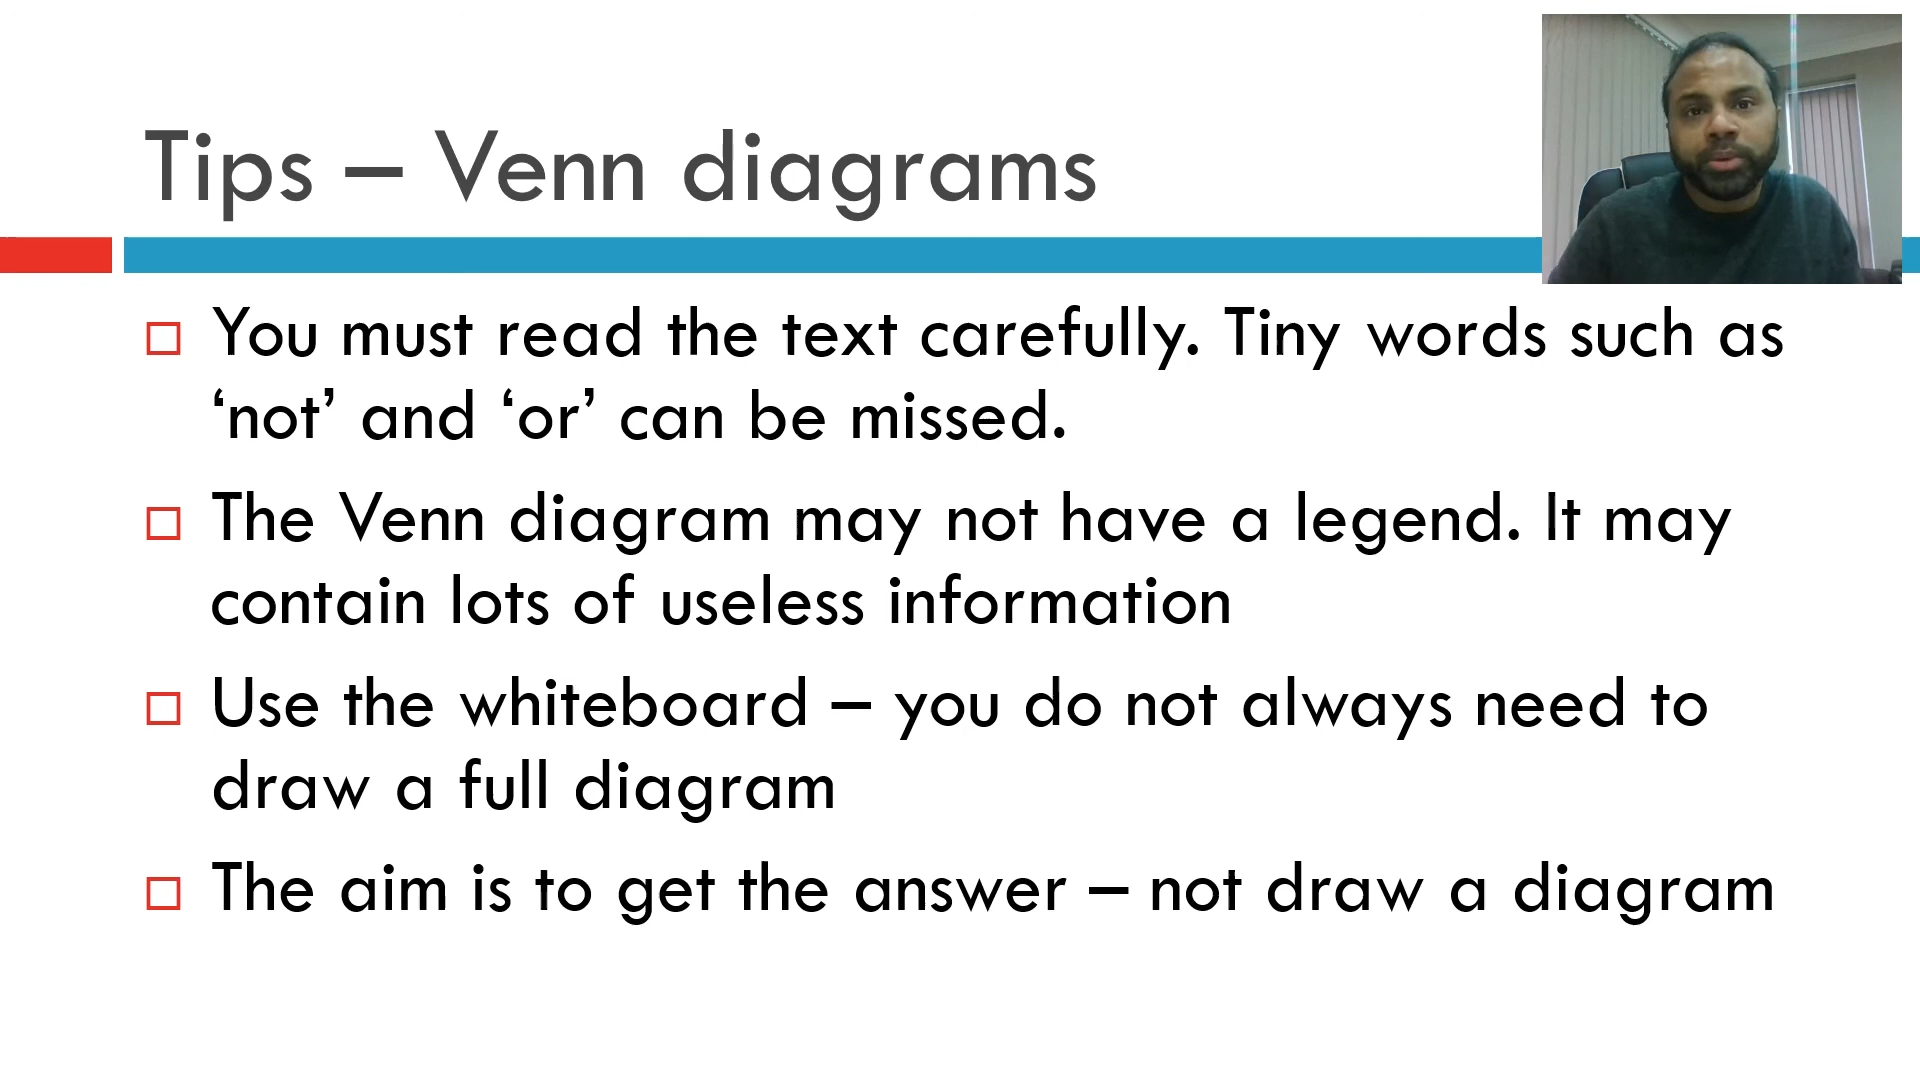 Tips – Venn diagrams
You must read the text carefully. Tiny words such as
‘not’ and ‘or’ can be missed.
The Venn diagram may not have a legend. It may
contain lots of useless information
Use the whiteboard – you do not always need to
draw a full diagram
The aim is to get the answer – not draw a diagram